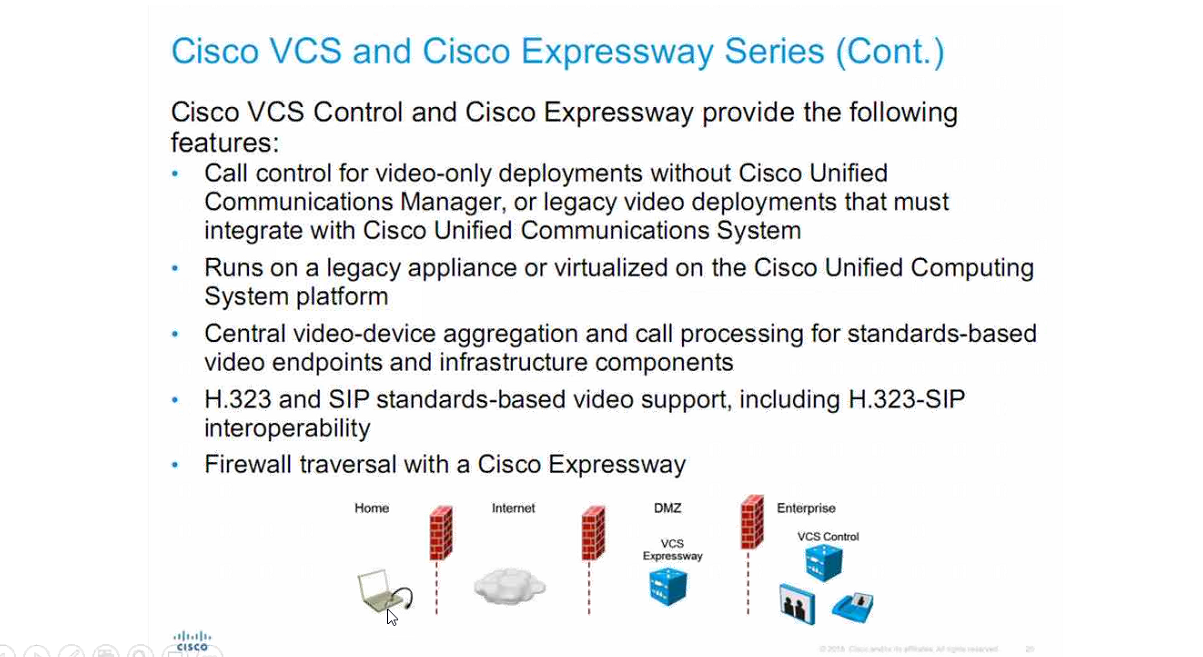 Cisco VCS and Cisco Expressway Series (Cont.)
Cisco VCS Control and Cisco Expressway provide the following
features:
• Call control for video-only deployments without Cisco Unified
Communications Manager, or legacy video deployments that must
integrate with Cisco Unified Communications System
• Runs on a legacy appliance or virtualized on the Cisco Unified Computing
System platform
• Central video-device aggregation and call processing for standards-based
video endpoints and infrastructure components
• H.323 and SIP standards-based video support, including H.323-SIP
interoperability
• Firewall traversal with a Cisco Expressway
Home
Internet
DMZ
Enterprise
VCS
Expressway
VCS Control
CISCO
Cisco and/or its affiliates. All rights reserved.